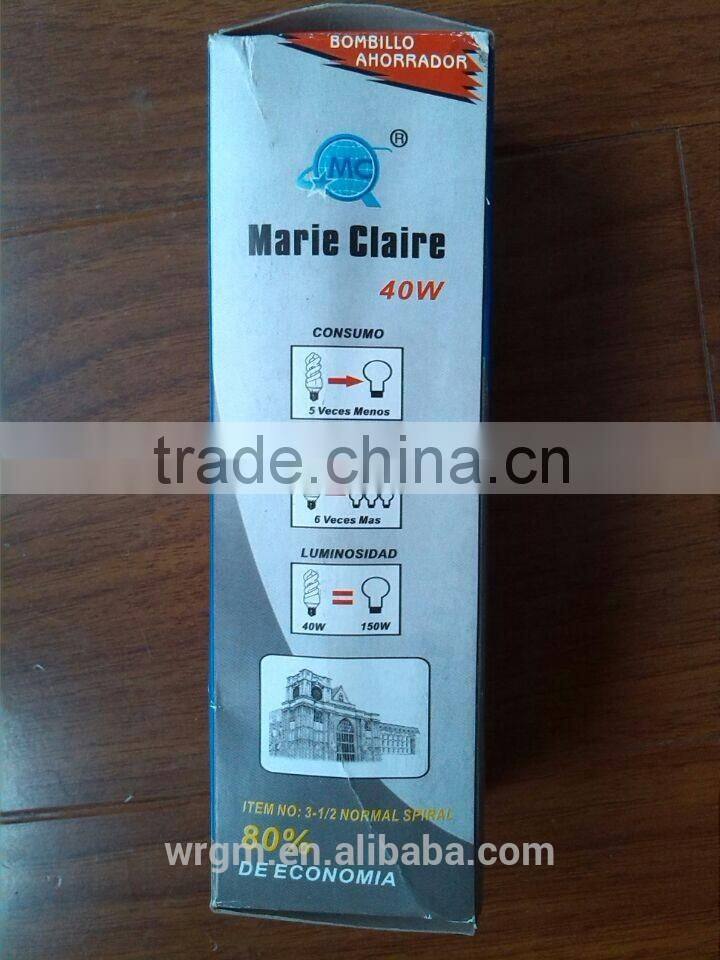 BOMBILLO
AHORRADOR
MC ®
Marie Claire
40W
CONSUMO
5 Veces Menos
trade.china.cn
6 Veces Mas
LUMINOSIDAD
40W 150W
ITEM NO: 3-1/2 NORMAL SPIRAL
80%
wrgm.en.alibaba.com
DE ECONOMIA